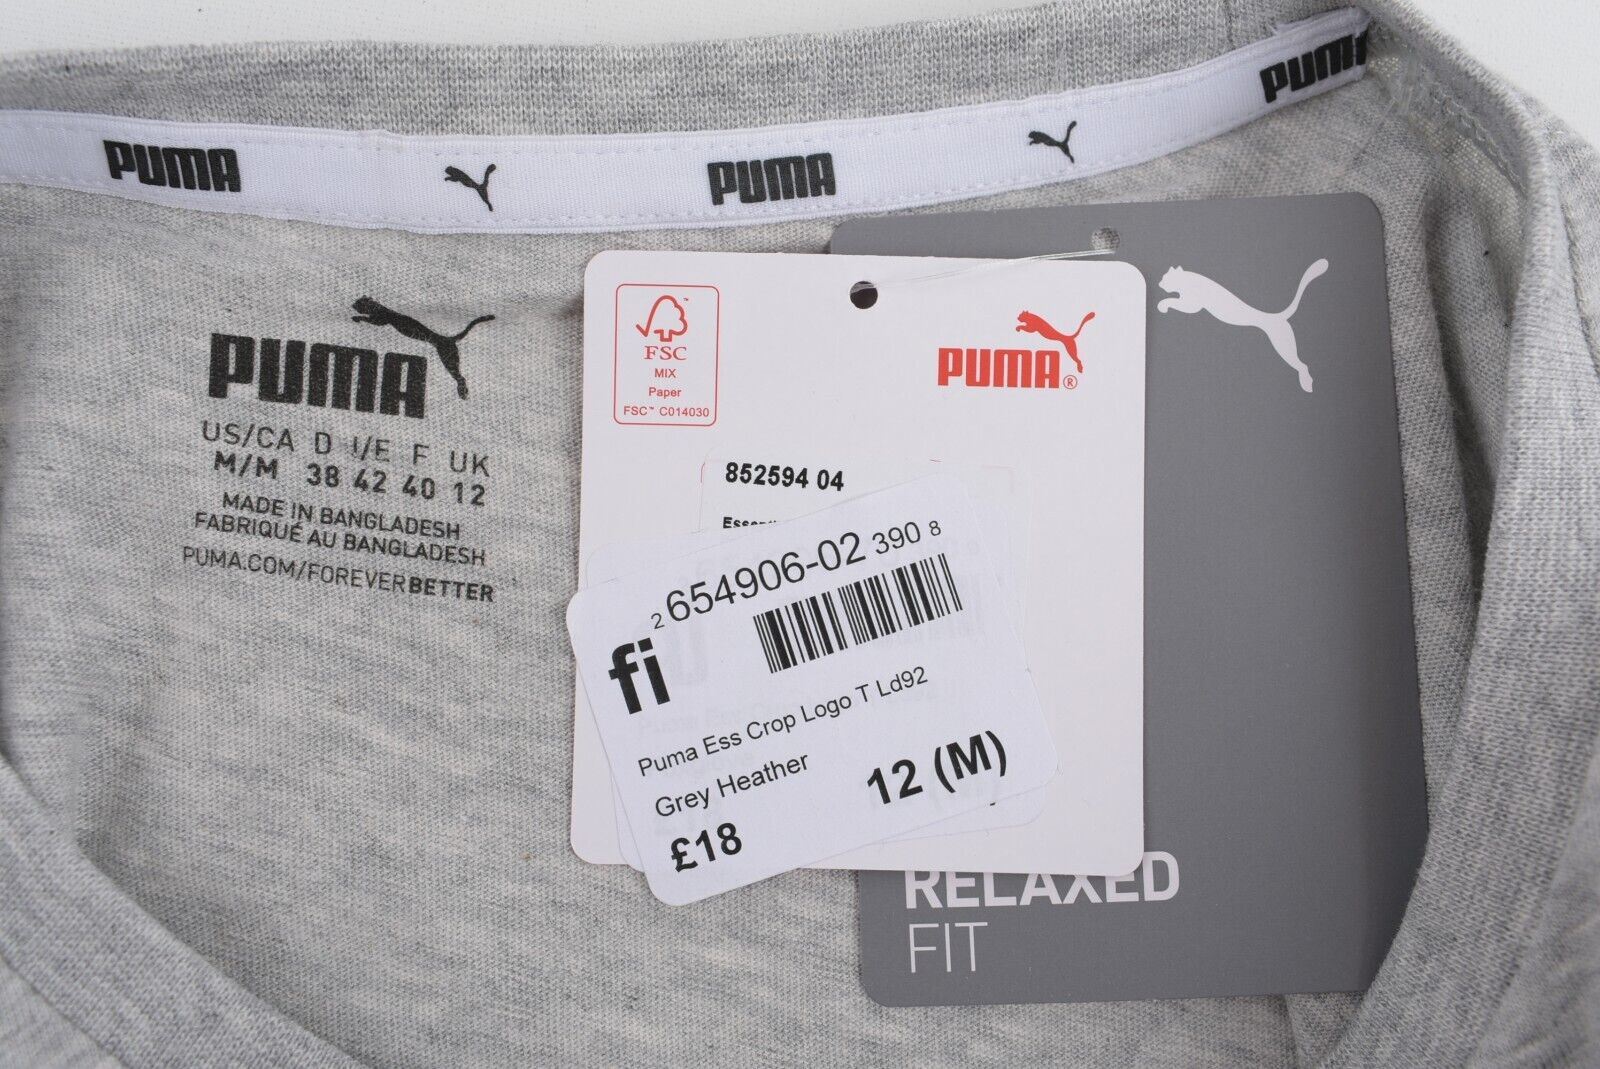 PUMA
PUMA
PUMA
PUMA
US/CA D I/E F UK
M/M 38 42 40 12
MADE IN BANGLADESH
FABRIQUÉ AU BANGLADESH
PUMA.COM/FOREVERBETTER
FSC™
MIX
Paper
FSC™ C014030
PUMA®
852594 04
2 654906-02 390 8
fi
Puma Ess Crop Logo T Ld92
Grey Heather
12 (M)
£18
RELAXED
FIT